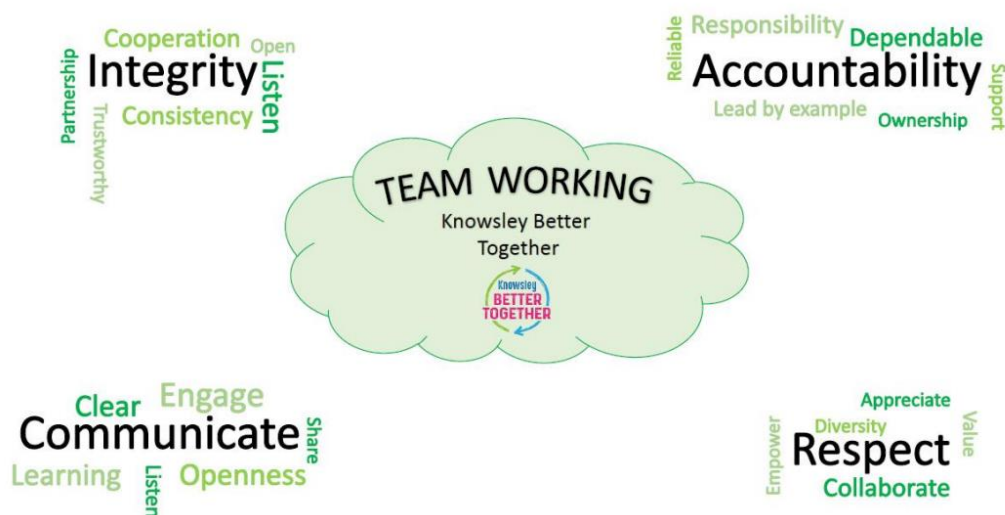 Cooperation
Open
Partnership
Integrity
Listen
Trustworthy
Consistency
Reliable
Responsibility
Dependable
Accountability
Support
Lead by example
Ownership
TEAM WORKING
Knowsley Better
Together
Knowsley
BETTER
TOGETHER
Clear
Engage
Communicate
Share
Learning
Listen
Openness
Appreciate
Empower
Diversity
Value
Respect
Collaborate